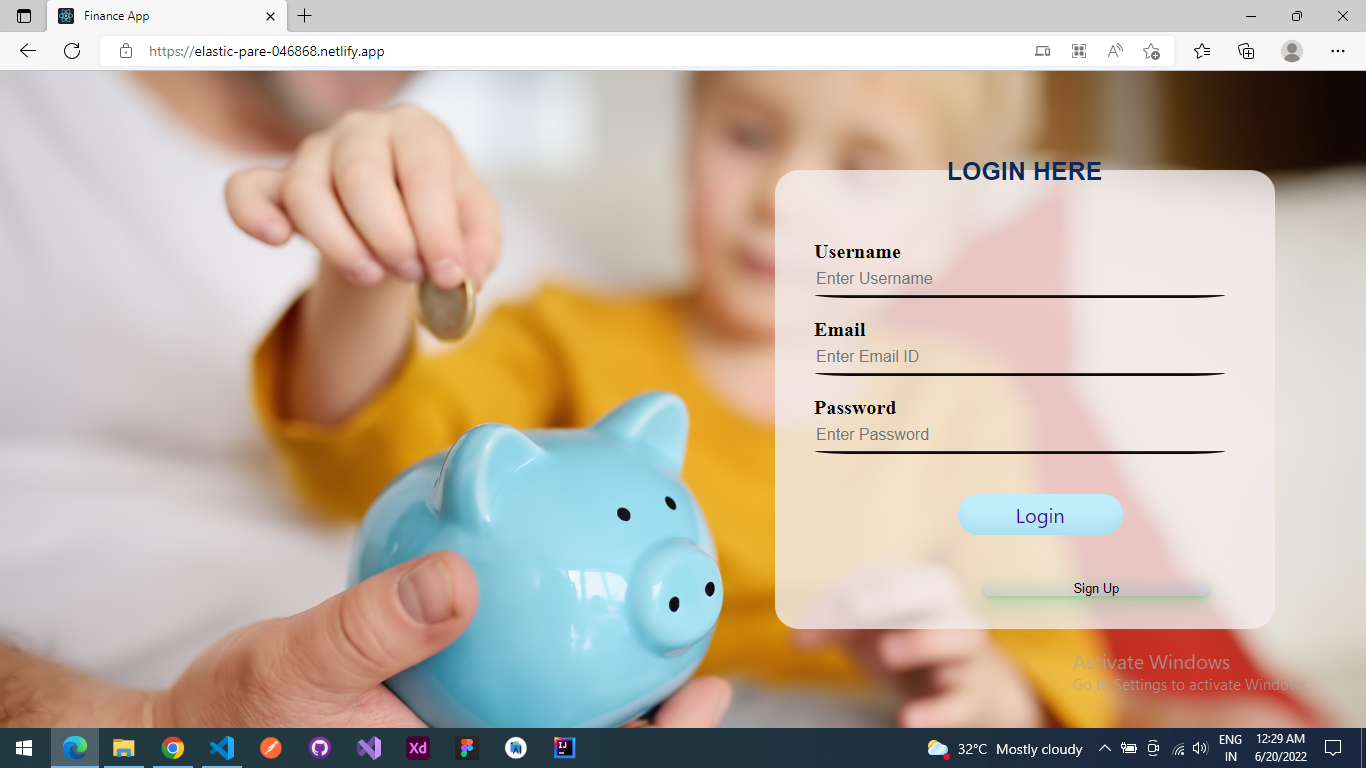 Finance App
https://elastic-pare-046868.netlify.app
LOGIN HERE
Username
Enter Username
Email
Enter Email ID
Password
Enter Password
Login
Sign Up
Activate Windows
Go to Settings to activate Windows.
Xd
IJ
32°C Mostly cloudy
ENG
IN
12:29 AM
6/20/2022